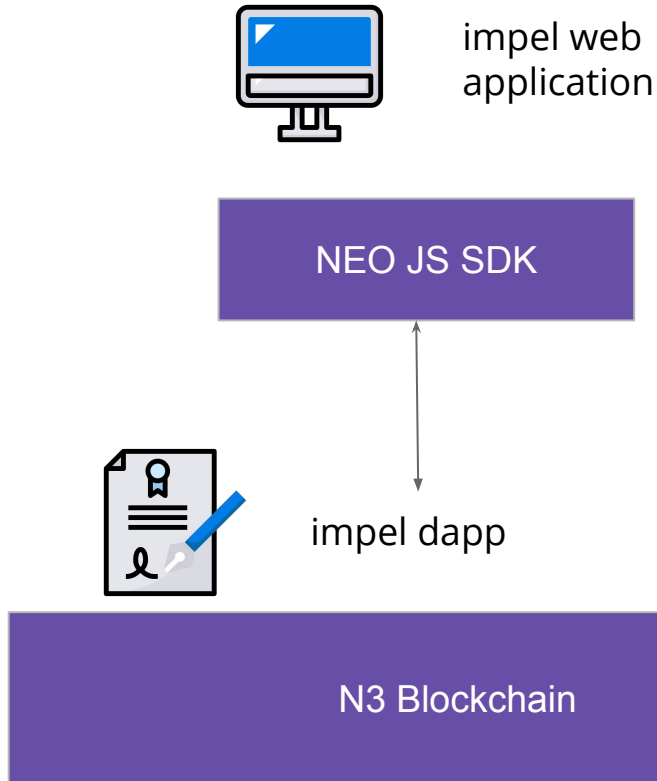 impel web
application
NEO JS SDK
impel dapp
N3 Blockchain